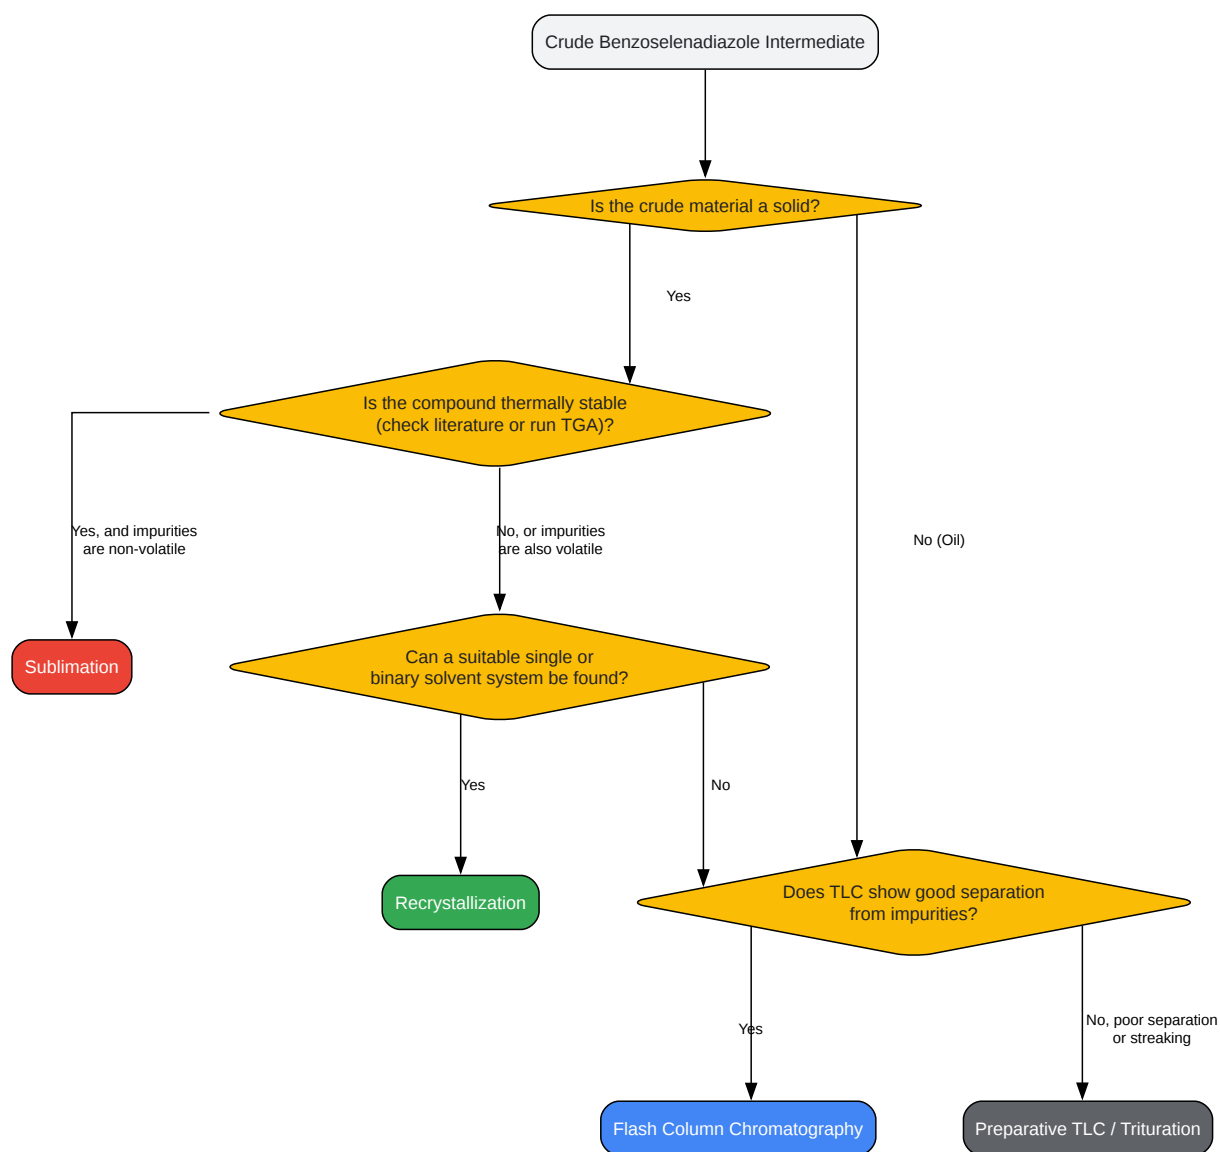 Crude Benzoselenadiazole Intermediate
Is the crude material a solid?
Yes
Is the compound thermally stable
(check literature or run TGA)?
Yes, and impurities
are non-volatile
No, or impurities
are also volatile
No (Oil)
Can a suitable single or
binary solvent system be found?
Sublimation
Yes
No
Does TLC show good separation
from impurities?
Recrystallization
Yes
No, poor separation
or streaking
Flash Column Chromatography
Preparative TLC / Trituration